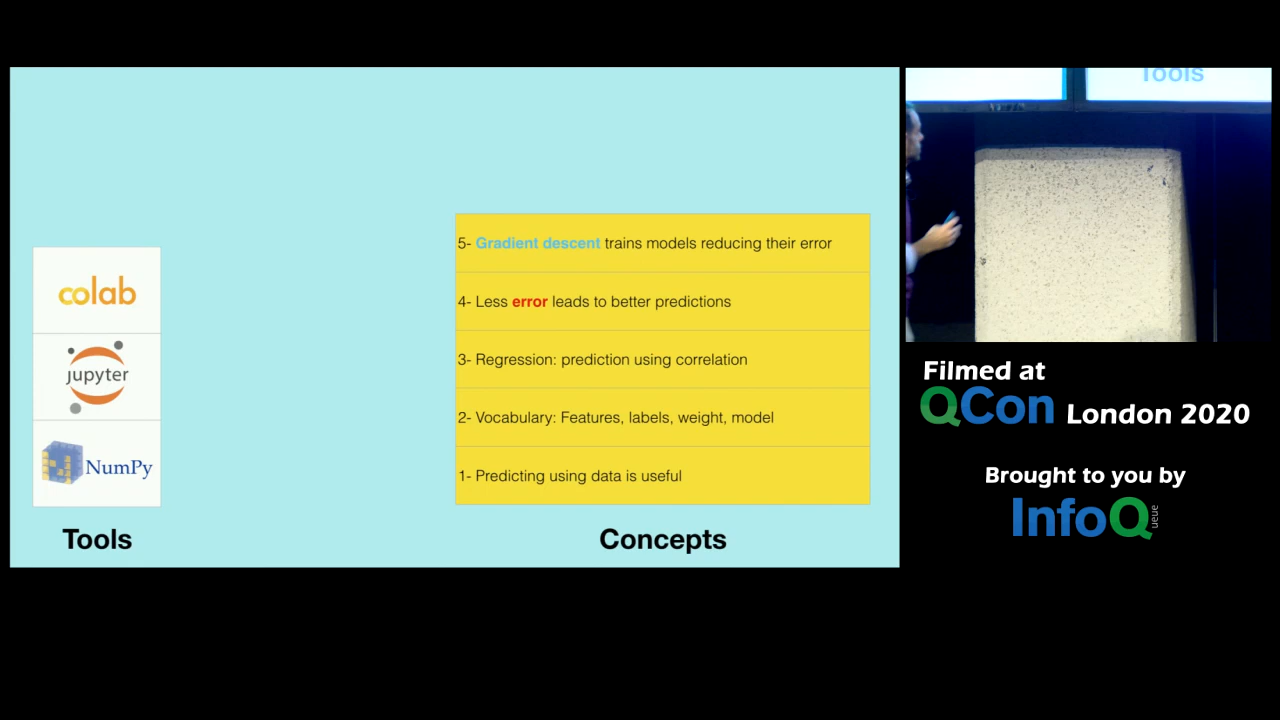 colab
jupyter
NumPy
Tools
5- Gradient descent trains models reducing their error
4- Less error leads to better predictions
3- Regression: prediction using correlation
2- Vocabulary: Features, labels, weight, model
1- Predicting using data is useful
Concepts
Tools
Filmed at
QCon London 2020
Brought to you by
InfoQueue